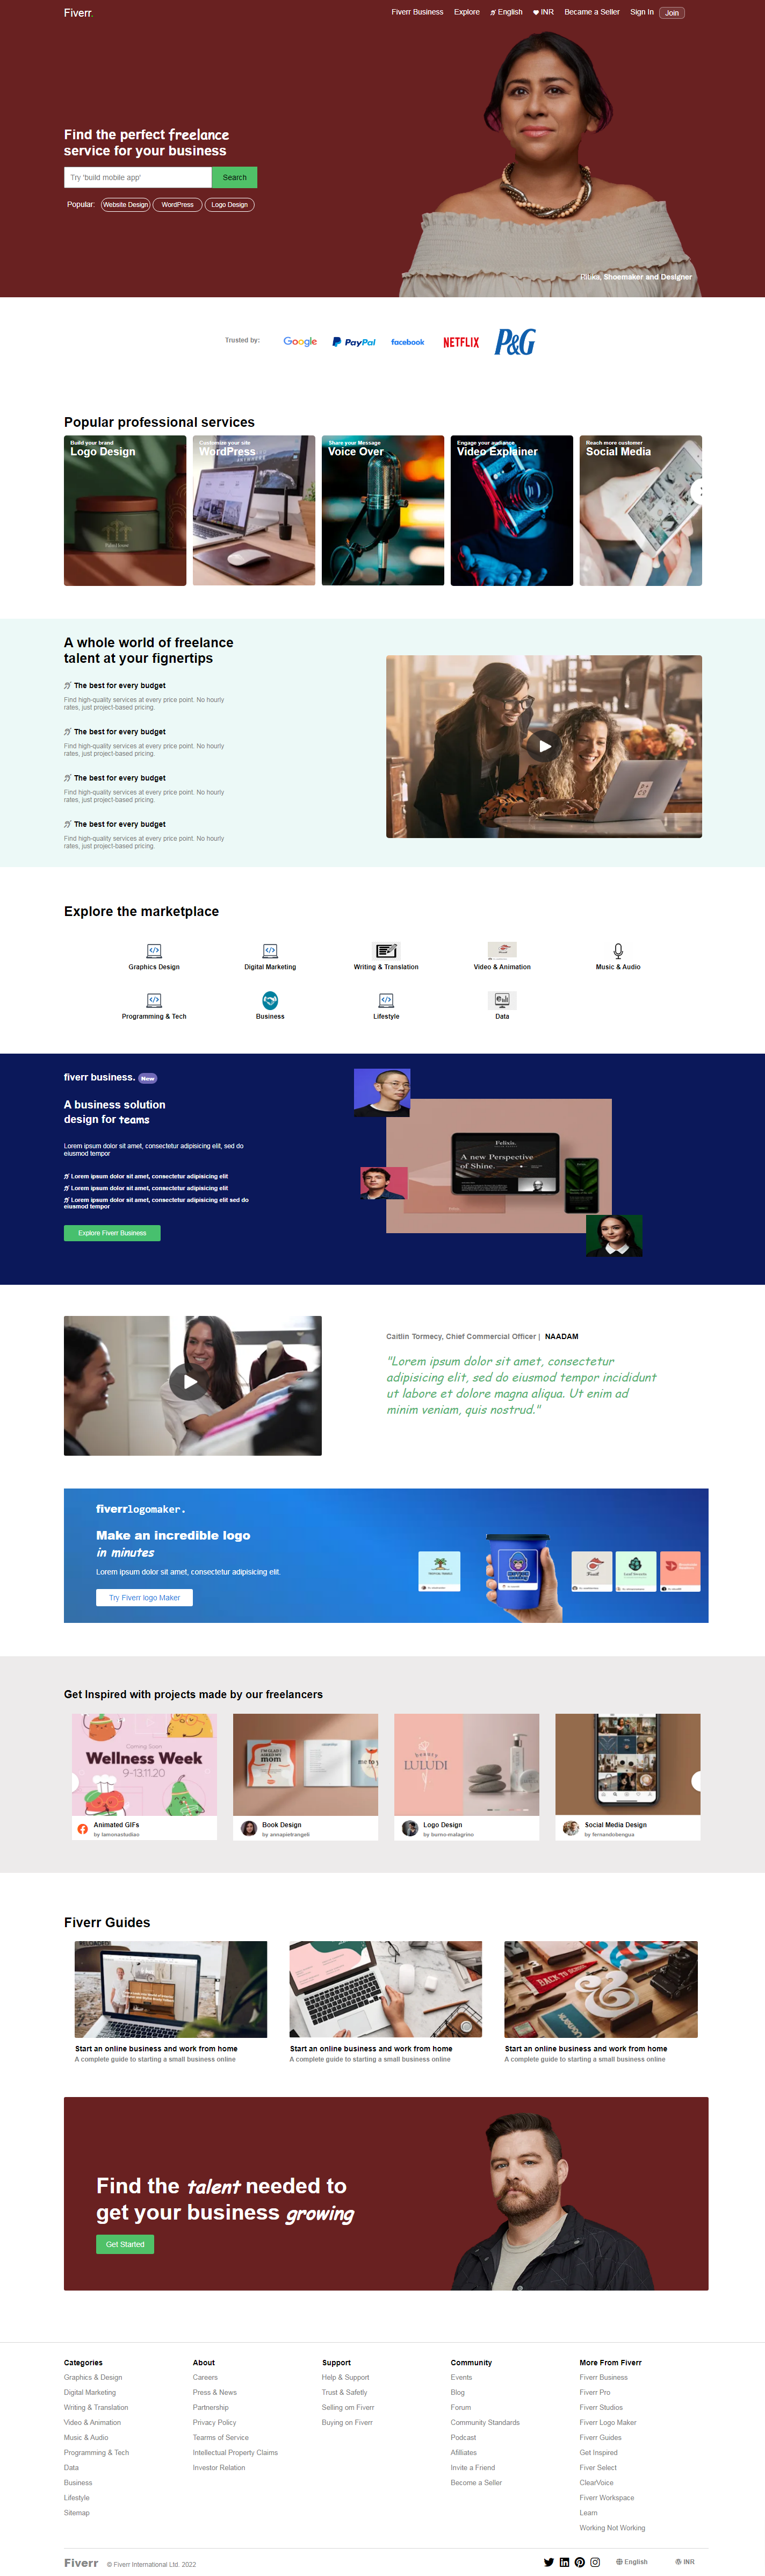 Fiverr.
Fiverr Business Explore English INR Became a Seller Sign In Join
Find the perfect freelance
service for your business
Try 'build mobile app' Search
Popular: Website Design WordPress Logo Design
Ritika, Shoemaker and Designer
Trusted by: Google PayPal facebook NETFLIX P&G
Popular professional services
Build your brand
Logo Design
Customize your site
WordPress
Share your Message
Voice Over
Engage your audiance
Video Explainer
Reach more customer
Social Media
A whole world of freelance
talent at your fignertips
The best for every budget
Find high-quality services at every price point. No hourly
rates, just project-based pricing.
The best for every budget
Find high-quality services at every price point. No hourly
rates, just project-based pricing.
The best for every budget
Find high-quality services at every price point. No hourly
rates, just project-based pricing.
The best for every budget
Find high-quality services at every price point. No hourly
rates, just project-based pricing.
Explore the marketplace
Graphics Design Digital Marketing Writing & Translation Video & Animation Music & Audio
Programming & Tech Business Lifestyle Data
fiverr business. New
A business solution
design for teams
Lorem ipsum dolor sit amet, consectetur adipisicing elit, sed do
eiusmod tempor
Lorem ipsum dolor sit amet, consectetur adipisicing elit
Lorem ipsum dolor sit amet, consectetur adipisicing elit
Lorem ipsum dolor sit amet, consectetur adipisicing elit sed do
eiusmod tempor
Explore Fiverr Business
Felixis.
A new Perspective
of Shine.
Caitlin Tormecy, Chief Commercial Officer | NAADAM
"Lorem ipsum dolor sit amet, consectetur
adipisicing elit, sed do eiusmod tempor incididunt
ut labore et dolore magna aliqua. Ut enim ad
minim veniam, quis nostrud."
fiverrlogomaker.
Make an incredible logo
in minutes
Lorem ipsum dolor sit amet, consectetur adipisicing elit.
Try Fiverr logo Maker
Get Inspired with projects made by our freelancers
Coming Soon
Wellness Week
9-13.11.20
Animated GIFs
by lamonastudiao
I'M GLAD I
ASKED MY
mom
Book Design
by annapietrangeli
beauty
LULUDI
Logo Design
by burno-malagrino
Social Media Design
by fernandobengua
Fiverr Guides
RELOADED
BACK TO SCHOOL
Start an online business and work from home
A complete guide to starting a small business online
Start an online business and work from home
A complete guide to starting a small business online
Start an online business and work from home
A complete guide to starting a small business online
Find the talent needed to
get your business growing
Get Started
Categories
Graphics & Design
Digital Marketing
Writing & Translation
Video & Animation
Music & Audio
Programming & Tech
Data
Business
Lifestyle
Sitemap
About
Careers
Press & News
Partnership
Privacy Policy
Tearms of Service
Intellectual Property Claims
Investor Relation
Support
Help & Support
Trust & Safetly
Selling om Fiverr
Buying on Fiverr
Community
Events
Blog
Forum
Community Standards
Podcast
Afilliates
Invite a Friend
Become a Seller
More From Fiverr
Fiverr Business
Fiverr Pro
Fiverr Studios
Fiverr Logo Maker
Fiverr Guides
Get Inspired
Fiver Select
ClearVoice
Fiverr Workspace
Learn
Working Not Working
Fiverr © Fiverr International Ltd. 2022 English INR